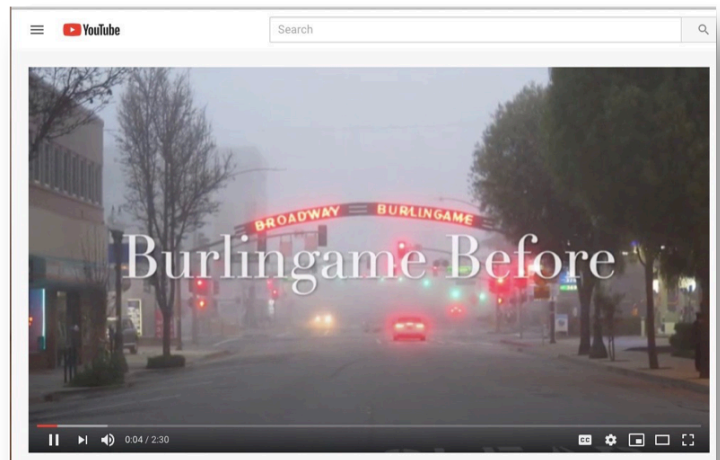 YouTube
Search
BROADWAY BURLINGAME
Burlingame Before
0:04 / 2:30
CC